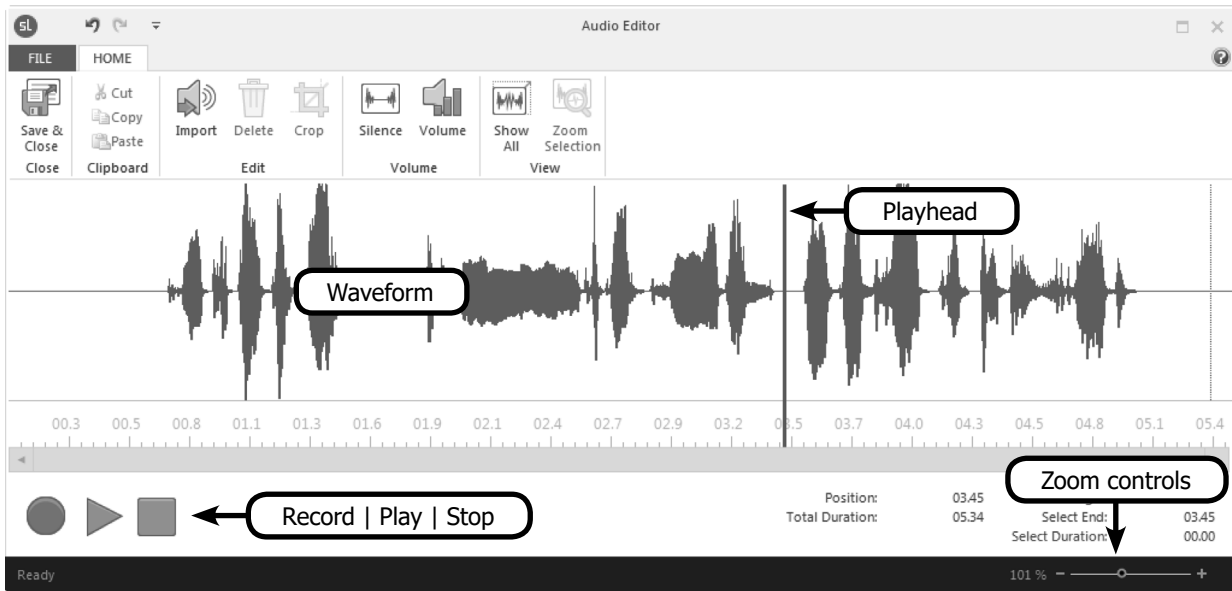 sl
Audio Editor
FILE HOME
Cut
Copy
Paste
Save &
Close
Import Delete Crop Silence Volume Show
All
Zoom
Selection
Close Clipboard Edit Volume View
Playhead
Waveform
00.3 00.5 00.8 01.1 01.3 01.6 01.9 02.1 02.4 02.7 02.9 03.2 03.5 03.7 04.0 04.3 04.5 04.8 05.1 05.4
Zoom controls
Record | Play | Stop
Position: 03.45
Total Duration: 05.34
Select End: 03.45
Select Duration: 00.00
Ready 101 %